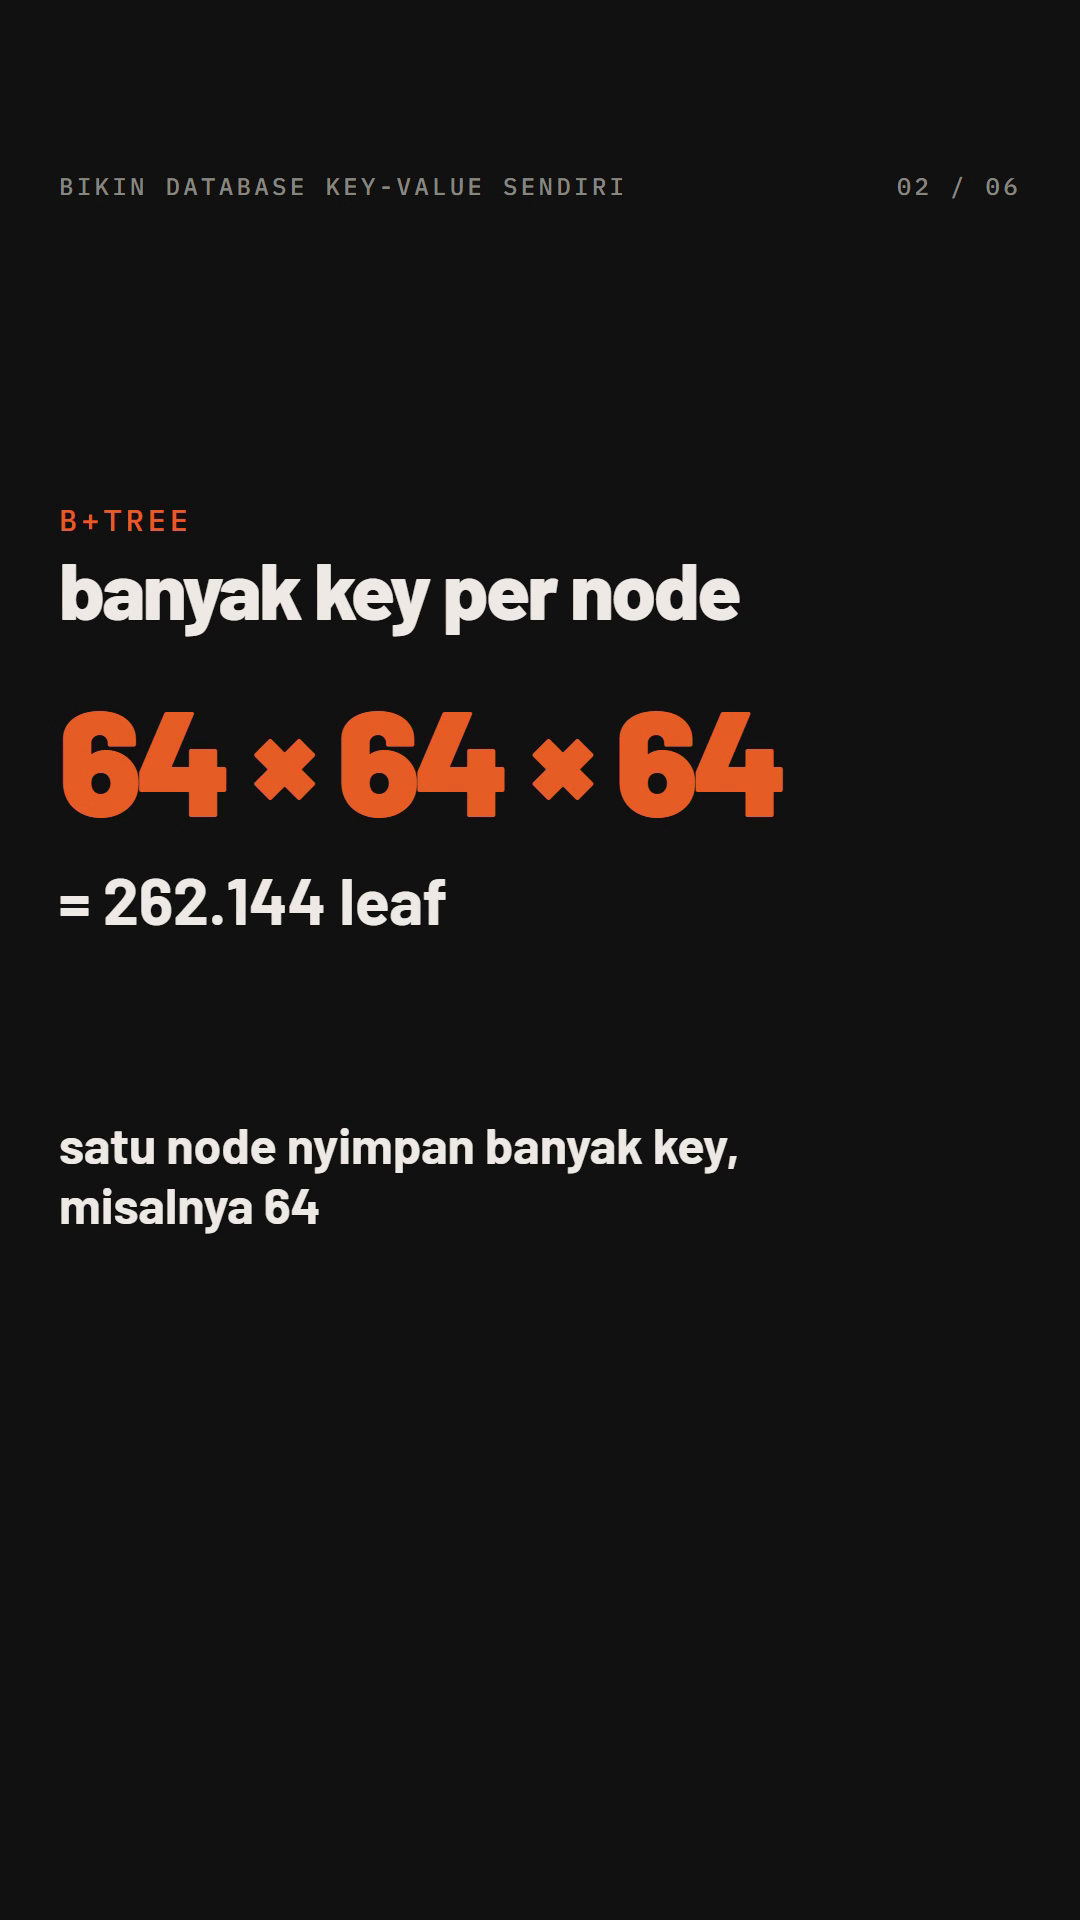 BIKIN DATABASE KEY-VALUE SENDIRI
02 / 06
B+TREE
banyak key per node
64 × 64 × 64
= 262.144 leaf
satu node nyimpan banyak key,
misalnya 64